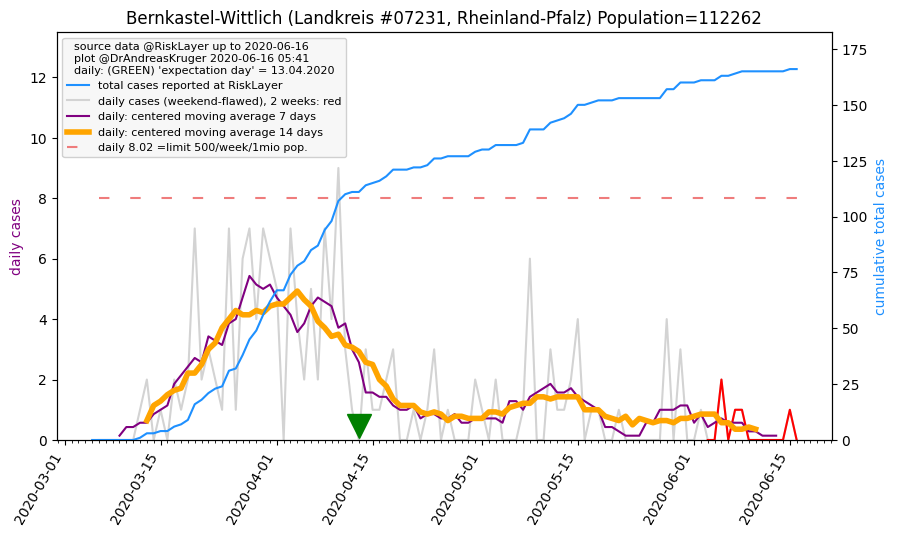 Bernkastel-Wittlich (Landkreis #07231, Rheinland-Pfalz) Population=112262
source data @RiskLayer up to 2020-06-16
plot @DrAndreasKruger 2020-06-16 05:41
daily: (GREEN) 'expectation day' = 13.04.2020
total cases reported at RiskLayer
daily cases (weekend-flawed), 2 weeks: red
daily: centered moving average 7 days
daily: centered moving average 14 days
daily 8.02 =limit 500/week/1mio pop.
daily cases
12
10
8
6
4
2
0
cumulative total cases
175
150
125
100
75
50
25
0
2020-03-01
2020-03-15
2020-04-01
2020-04-15
2020-05-01
2020-05-15
2020-06-01
2020-06-15